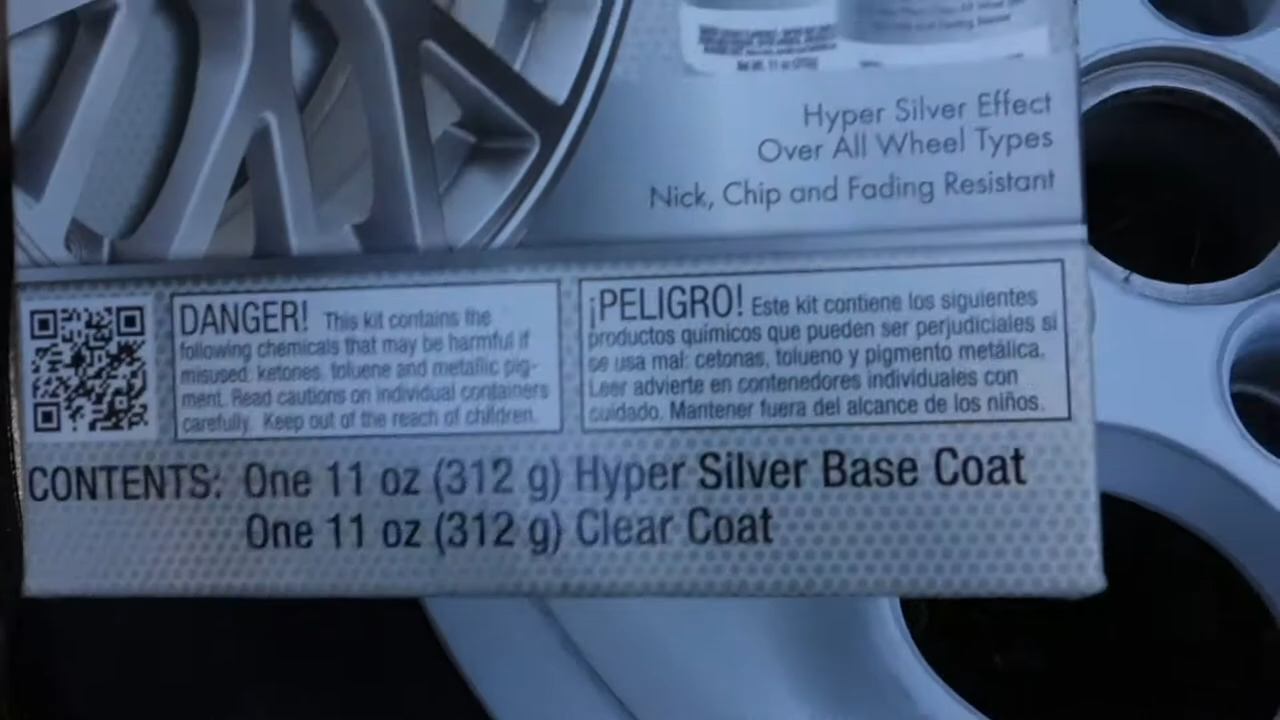 Hyper Silver Effect
Over All Wheel Types
Nick, Chip and Fading Resistant
DANGER! This kit contains the
following chemicals that may be harmful if
misused: ketones, toluene and metallic pig-
ment. Read cautions on individual containers
carefully. Keep out of the reach of children.
¡PELIGRO! Este kit contiene los siguientes
productos químicos que pueden ser perjudiciales si
se usa mal: cetonas, tolueno y pigmento metálica.
Leer advierte en contenedores individuales con
cuidado. Mantener fuera del alcance de los niños.
CONTENTS: One 11 oz (312 g) Hyper Silver Base Coat
One 11 oz (312 g) Clear Coat